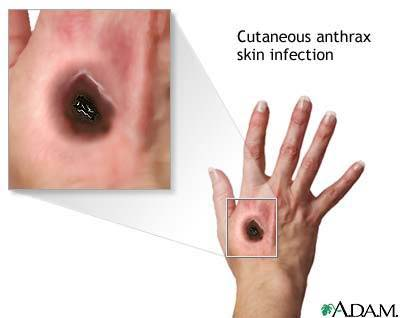 Cutaneous anthrax
skin infection
A.D.A.M.